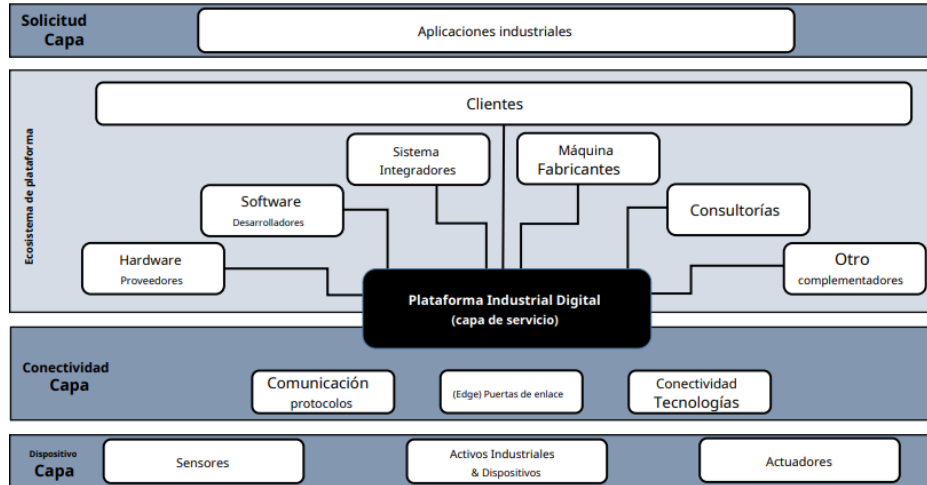 Solicitud
Capa
Aplicaciones industriales
Ecosistema de plataforma
Clientes
Sistema
Integradores
Máquina
Fabricantes
Software
Desarrolladores
Consultorías
Hardware
Proveedores
Otro
complementadores
Plataforma Industrial Digital
(capa de servicio)
Conectividad
Capa
Comunicación
protocolos
(Edge) Puertas de enlace
Conectividad
Tecnologías
Dispositivo
Capa
Sensores
Activos Industriales
& Dispositivos
Actuadores